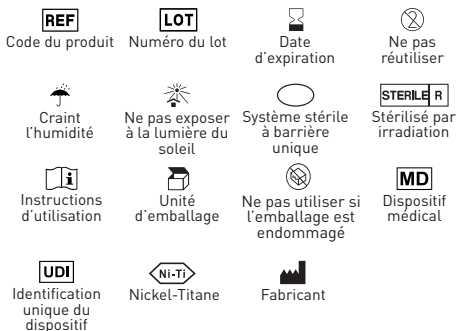 REF
Code du produit
LOT
Numéro du lot
Date
d'expiration
2
Ne pas
réutiliser
Craint
l'humidité
Ne pas exposer
à la lumière du
soleil
Système stérile
à barrière
unique
STERILE R
Stérilisé par
irradiation
i
Instructions
d'utilisation
Unité
d'emballage
Ne pas utiliser si
l'emballage est
endommagé
MD
Dispositif
médical
UDI
Identification
unique du
dispositif
Ni-Ti
Nickel-Titane
Fabricant